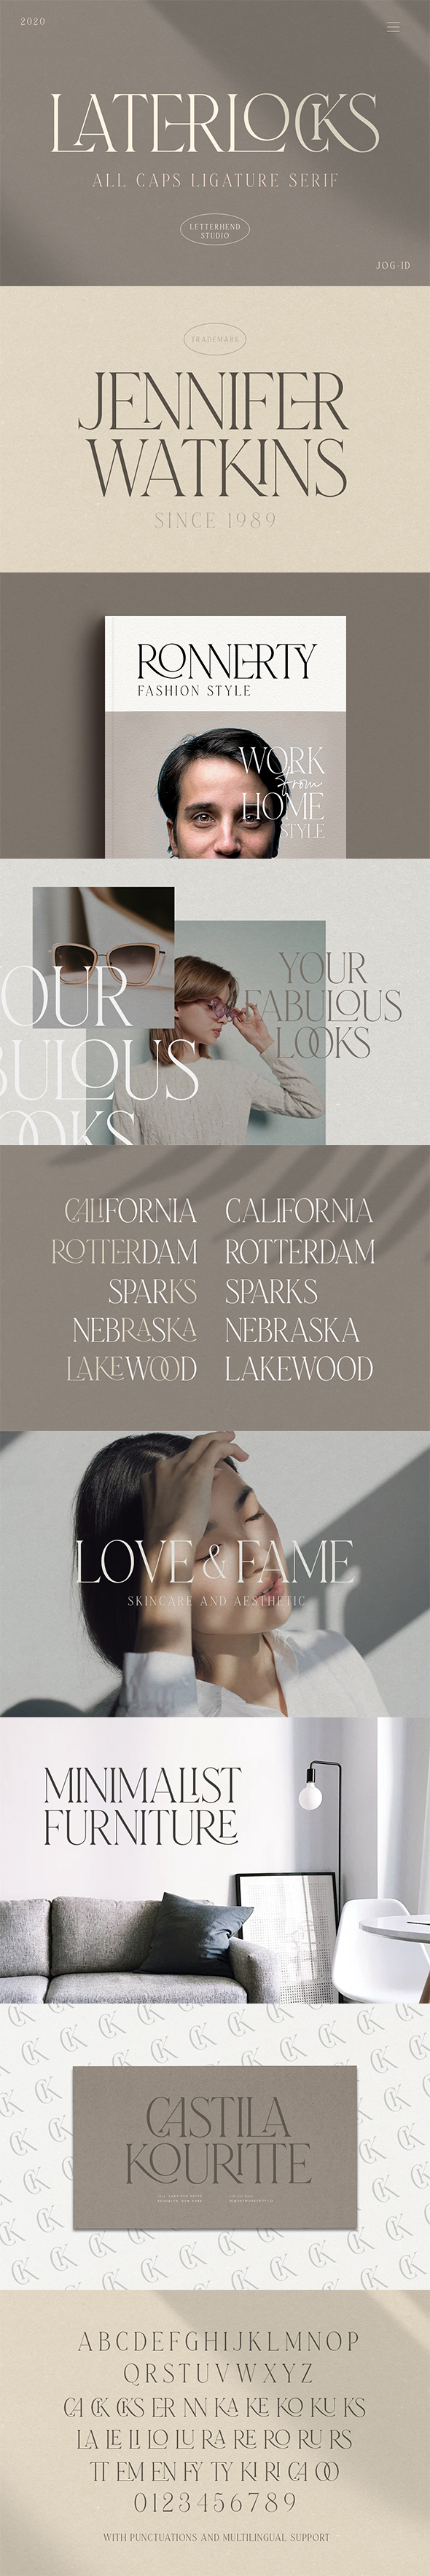 2020
LATERLOCKS
ALL CAPS LIGATURE SERIF
LETTERHEND
STUDIO
JOG-ID
TRADEMARK
JENNIFER
WATKINS
SINCE 1989
RONNERTY
FASHION STYLE
WORK
from
HOME
STYLE
OUR
BULOUS
OOKS
YOUR
FABULOUS
LOOKS
CALIFORNIA CALIFORNIA
ROTTERDAM ROTTERDAM
SPARKS SPARKS
NEBRASKA NEBRASKA
LAKEWOOD LAKEWOOD
LOVE & FAME
SKINCARE AND AESTHETIC
MINIMALIST
FURNITURE
CK
CASTILA
KOURITTE
ABCDEFGHIJKLMNOP
QRSTUVWXYZ
CA CK CKS ER NN KA KE KO KU KS
LA LE LI LO LU RA RE RO RU RS
TT EM EN FY TY KI RI CA OO
0123456789
WITH PUNCTUATIONS AND MULTILINGUAL SUPPORT